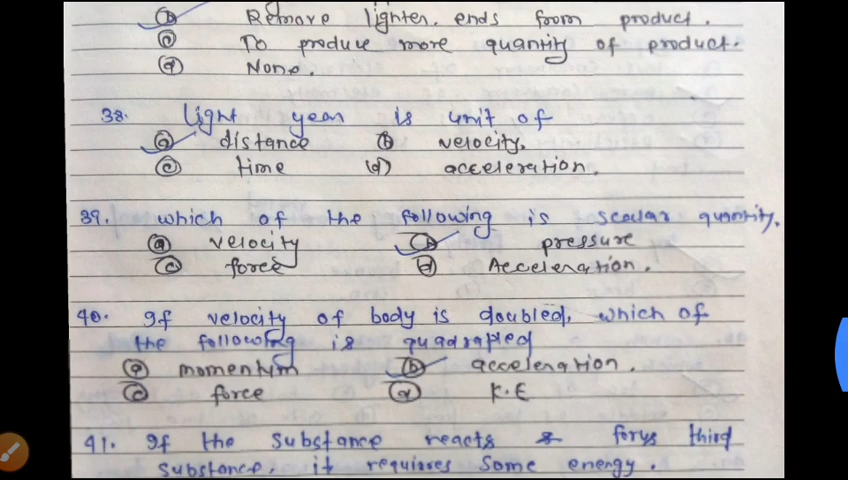 (b) Remove lighter. ends from product.
(c) To produce more quantity of product.
(d) None.
38. Light year is unit of
(a) distance (b) velocity.
(c) time (d) acceleration.
39. which of the following is scalar quantity.
(a) velocity (b) pressure
(c) force (d) Acceleration.
40. If velocity of body is doubled, which of
the following is quadrapled
(a) momentum (b) acceleration.
(c) force (d) K.E
41. If the substance reacts & third
substance, it requires some energy.